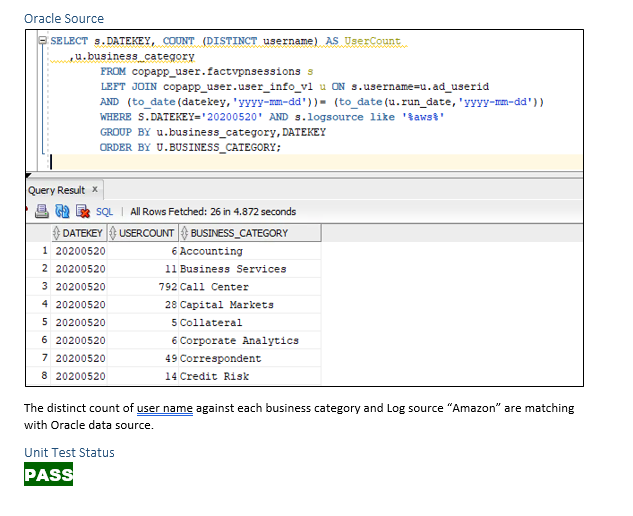 Oracle Source
SELECT s.DATEKEY, COUNT (DISTINCT username) AS UserCount
,u.business_category
FROM copapp_user.factvpnsessions s
LEFT JOIN copapp_user.user_info_vl u ON s.username=u.ad_userid
AND (to_date(datekey,'yyyy-mm-dd'))= (to_date(u.run_date,'yyyy-mm-dd'))
WHERE S.DATEKEY='20200520' AND s.logsource like '%aws%'
GROUP BY u.business_category,DATEKEY
ORDER BY U.BUSINESS_CATEGORY;
Query Result x
SQL | All Rows Fetched: 26 in 4.872 seconds
DATEKEY USERCOUNT BUSINESS_CATEGORY
1 20200520 6 Accounting
2 20200520 11 Business Services
3 20200520 792 Call Center
4 20200520 28 Capital Markets
5 20200520 5 Collateral
6 20200520 6 Corporate Analytics
7 20200520 49 Correspondent
8 20200520 14 Credit Risk
The distinct count of user name against each business category and Log source “Amazon” are matching
with Oracle data source.
Unit Test Status
PASS